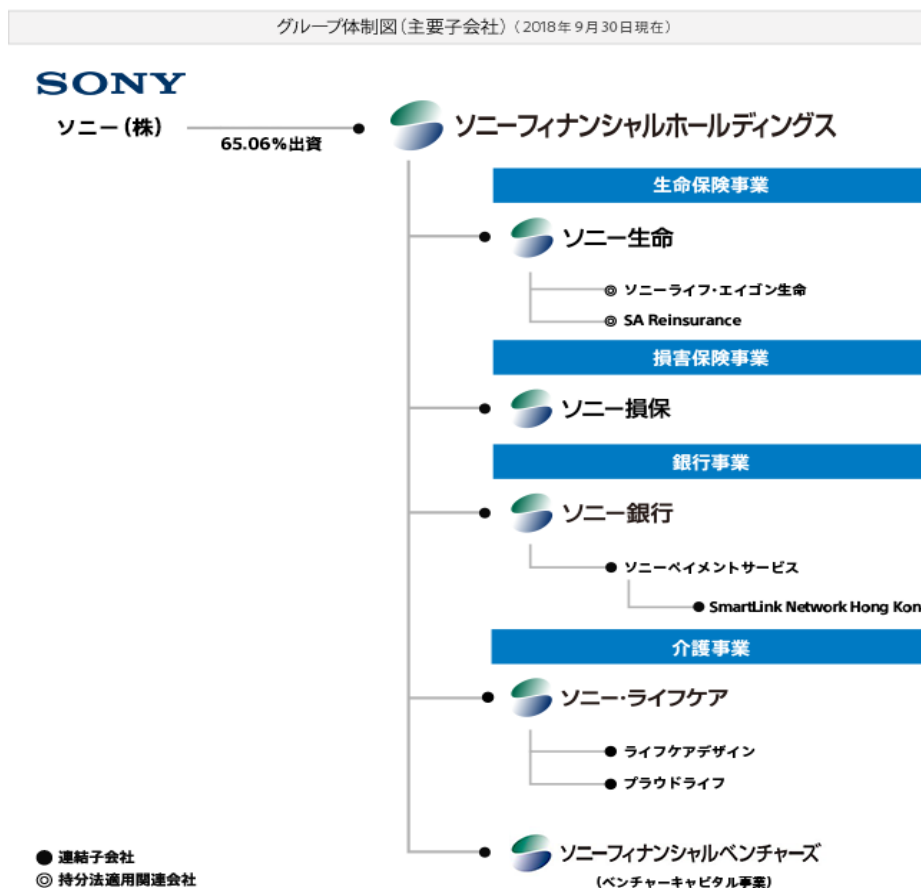 グループ体制図(主要子会社)(2018年9月30日現在)
SONY
ソニー(株)
65.06%出資
ソニーフィナンシャルホールディングス
生命保険事業
ソニー生命
◎ ソニーライフ・エイゴン生命
◎ SA Reinsurance
損害保険事業
ソニー損保
銀行事業
ソニー銀行
● ソニーペイメントサービス
● SmartLink Network Hong Kon
介護事業
ソニー・ライフケア
● ライフケアデザイン
● プラウドライフ
ソニーフィナンシャルベンチャーズ
(ベンチャーキャピタル事業)
● 連結子会社
◎ 持分法適用関連会社